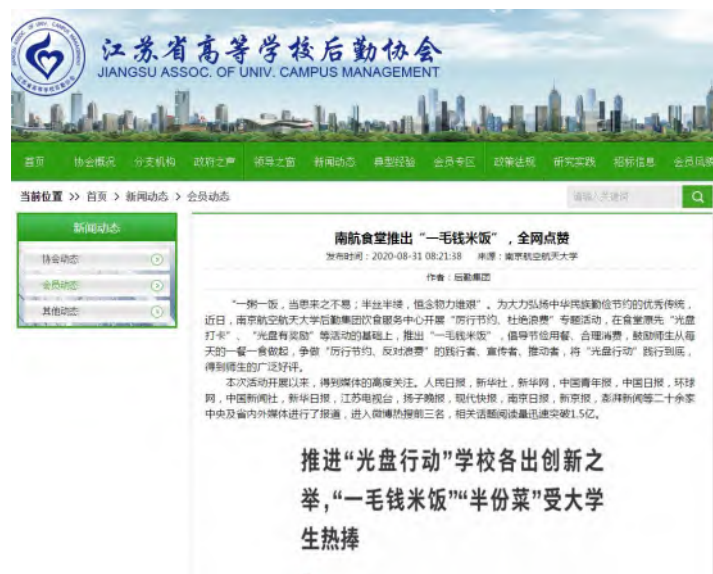 江苏省高等学校后勤协会
JIANGSU ASSOC. OF UNIV. CAMPUS MANAGEMENT
首页 协会概况 分支机构 政府之声 领导之窗 新闻动态 典型经验 会员专区 政策法规 研究实践 招标信息 会员风
当前位置 >> 首页 > 新闻动态 > 会员动态
请输入关键词
新闻动态
协会动态
会员动态
其他动态
南航食堂推出“一毛钱米饭”，全网点赞
发布时间：2020-08-31 08:21:38 来源：南京航空航天大学
作者：后勤集团
“一粥一饭，当思来之不易；半丝半缕，恒念物力维艰”。为大力弘扬中华民族勤俭节约的优秀传统，
近日，南京航空航天大学后勤集团饮食服务中心开展“厉行节约、杜绝浪费”专题活动，在食堂原先“光盘
打卡”、“光盘有奖励”等活动的基础上，推出“一毛钱米饭”，倡导节俭用餐、合理消费，鼓励师生从每
天的一餐一食做起，争做“厉行节约、反对浪费”的践行者、宣传者、推动者，将“光盘行动”践行到底，
得到师生的广泛好评。
本次活动开展以来，得到媒体的高度关注。人民日报，新华社，新华网，中国青年报，中国日报，环球
网，中国新闻社，新华日报，江苏电视台，扬子晚报，现代快报，南京日报，新京报，澎湃新闻等二十余家
中央及省内外媒体进行了报道，进入微博热搜前三名，相关话题阅读量迅速突破1.5亿。
推进“光盘行动”学校各出创新之
举，“一毛钱米饭”“半份菜”受大学
生热捧